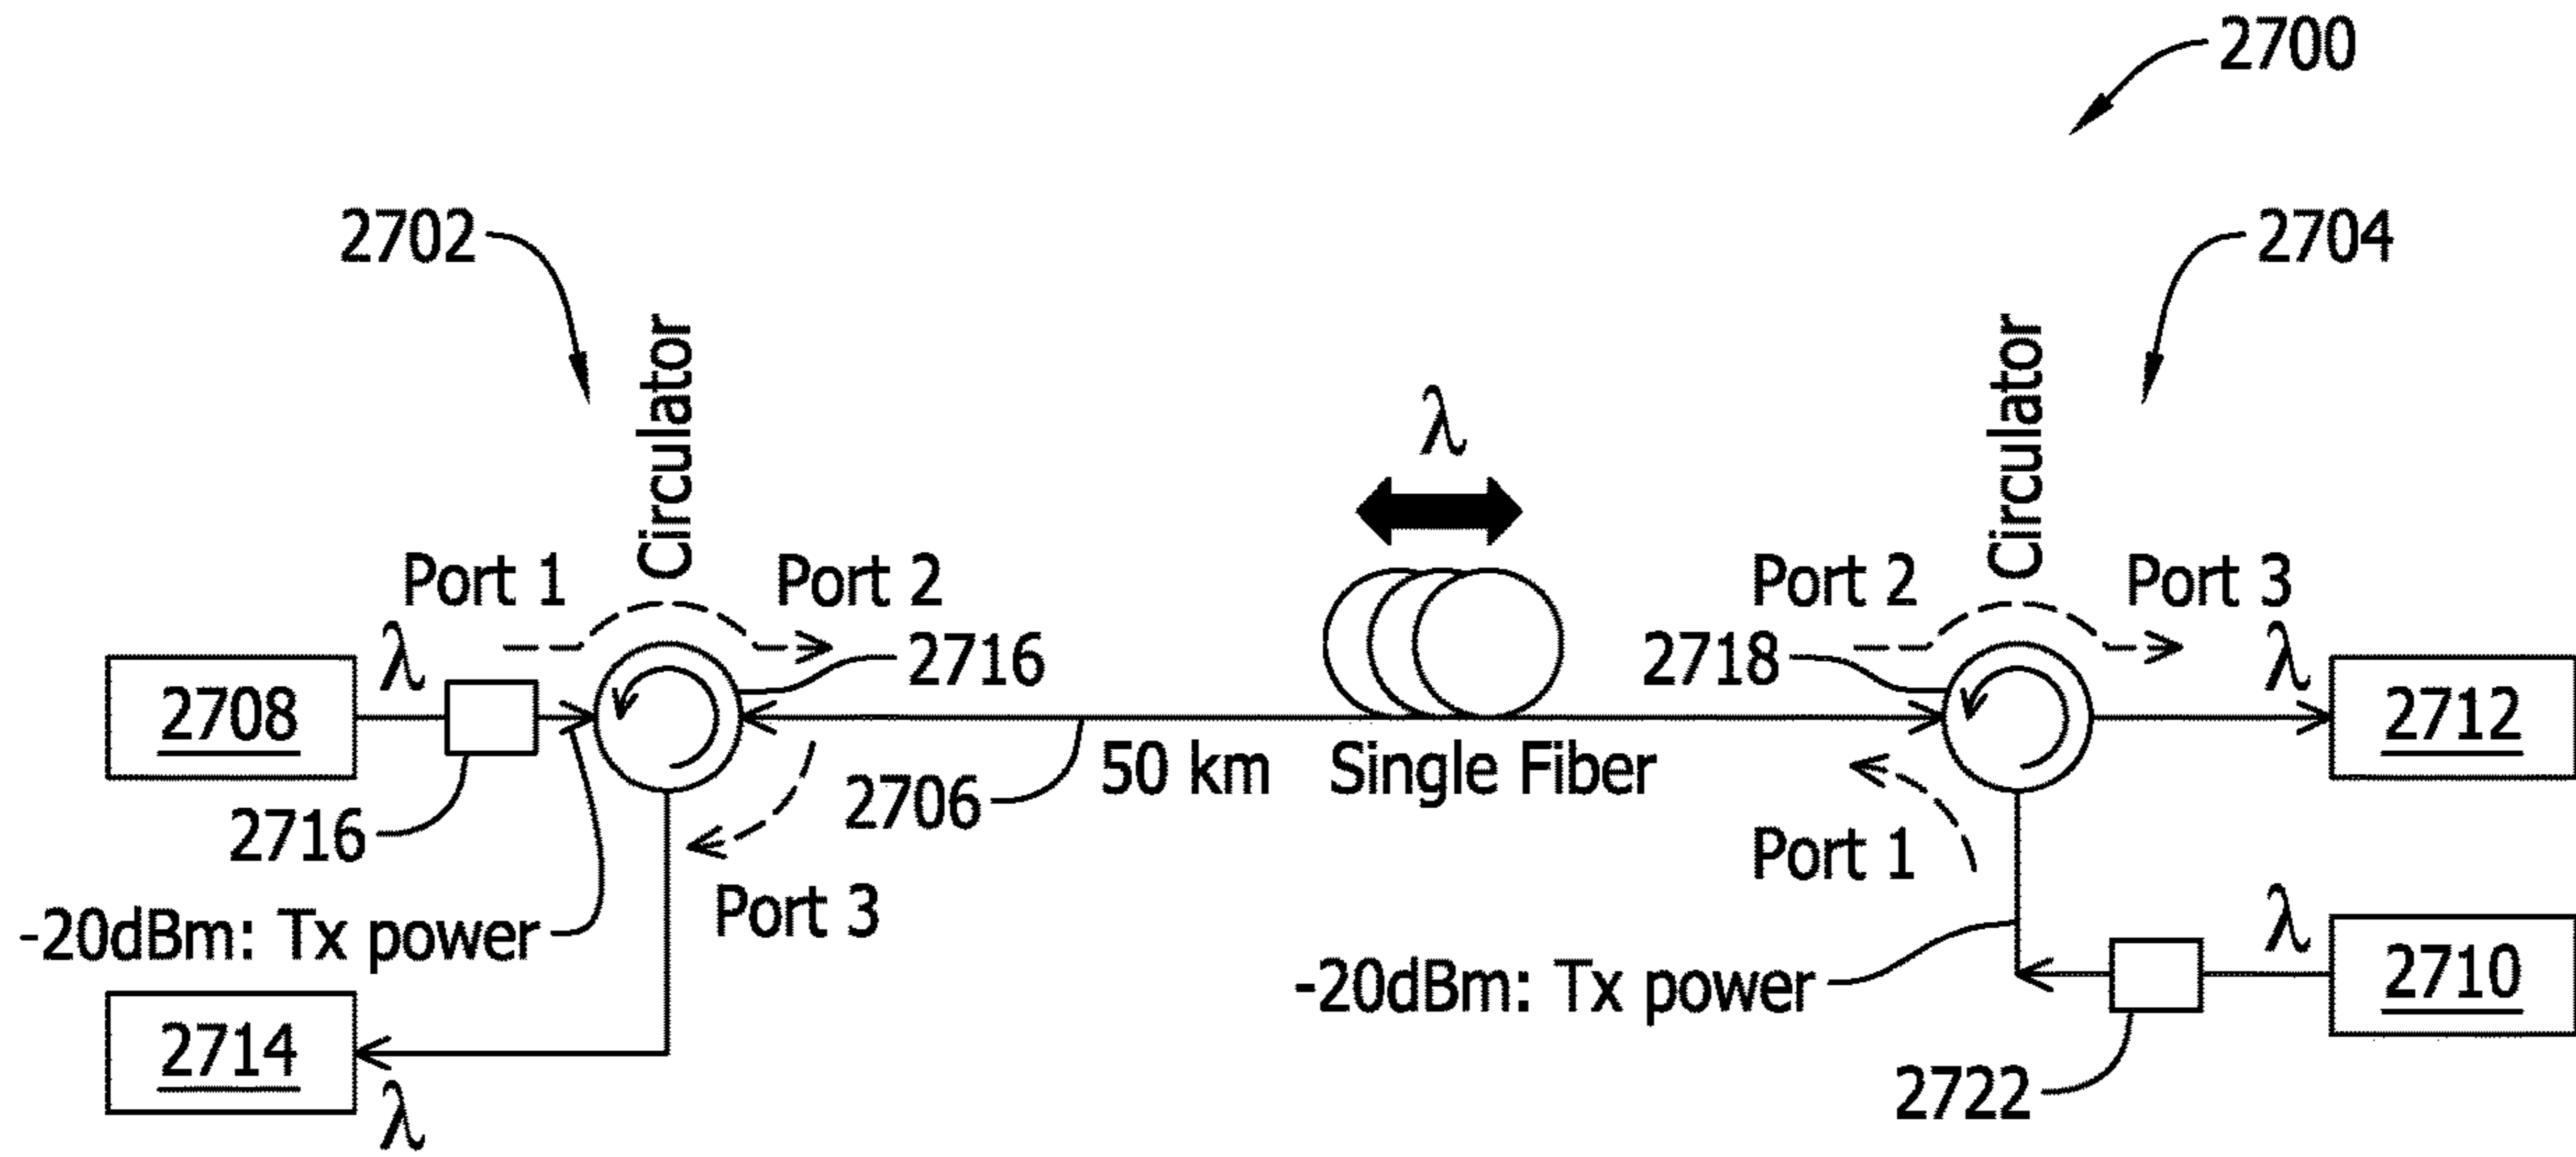 2700
2702
2704
Circulator
Circulator
λ
Port 1
Port 2
Port 2
Port 3
λ
2716
2718
λ
2708
2712
2716
2706
50 km Single Fiber
Port 1
-20dBm: Tx power
Port 3
-20dBm: Tx power
λ
2710
2714
λ
2722